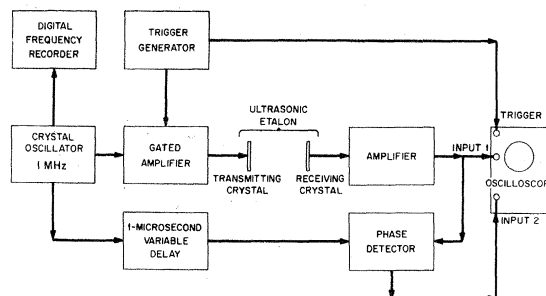 DIGITAL
FREQUENCY
RECORDER
TRIGGER
GENERATOR
ULTRASONIC
ETALON
TRIGGER
CRYSTAL
OSCILLATOR
1 MHz
GATED
AMPLIFIER
TRANSMITTING
CRYSTAL
RECEIVING
CRYSTAL
AMPLIFIER
INPUT 1
OSCILLOSCOP
INPUT 2
1-MICROSECOND
VARIABLE
DELAY
PHASE
DETECTOR